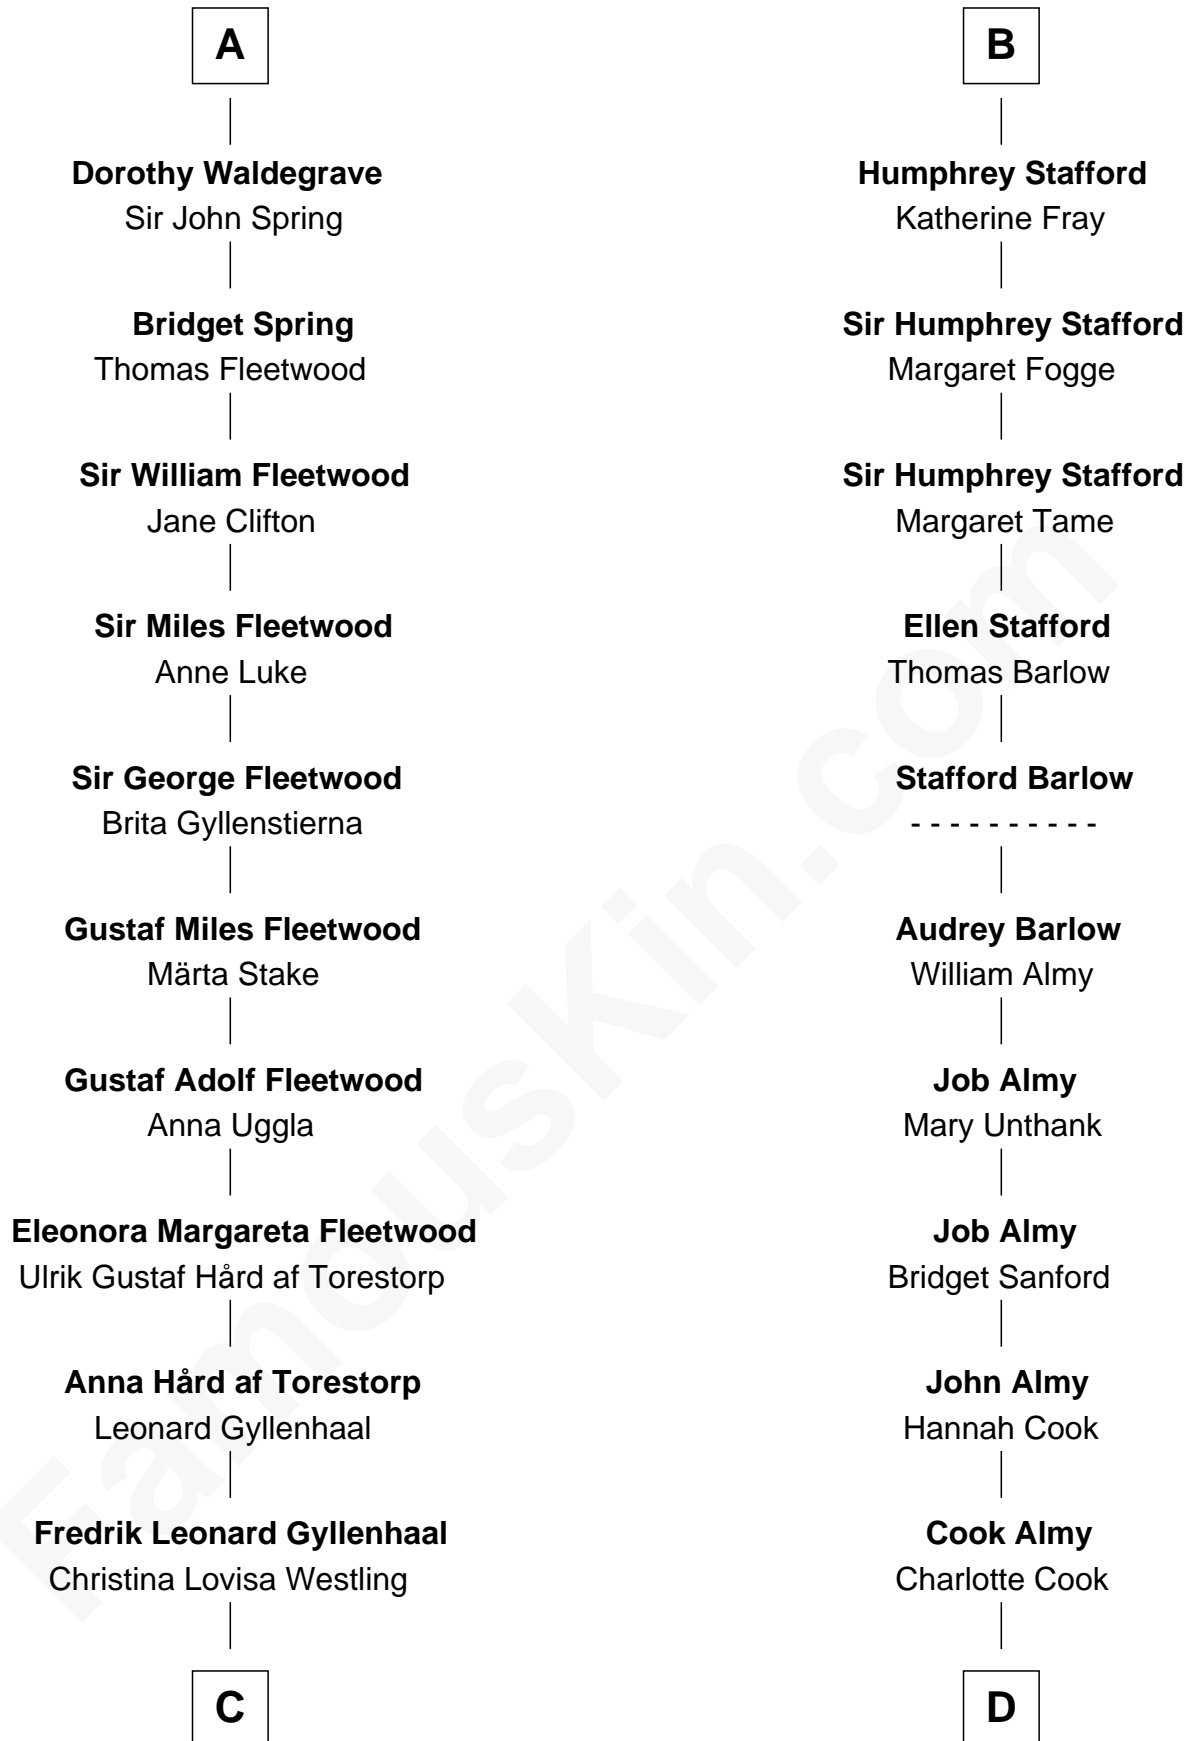 A
Dorothy Waldegrave
Sir John Spring
Bridget Spring
Thomas Fleetwood
Sir William Fleetwood
Jane Clifton
Sir Miles Fleetwood
Anne Luke
Sir George Fleetwood
Brita Gyllenstierna
Gustaf Miles Fleetwood
Märta Stake
Gustaf Adolf Fleetwood
Anna Uggla
Eleonora Margareta Fleetwood
Ulrik Gustaf Hård af Torestorp
Anna Hård af Torestorp
Leonard Gyllenhaal
Fredrik Leonard Gyllenhaal
Christina Lovisa Westling
C
B
Humphrey Stafford
Katherine Fray
Sir Humphrey Stafford
Margaret Fogge
Sir Humphrey Stafford
Margaret Tame
Ellen Stafford
Thomas Barlow
Stafford Barlow
- - - - - - - - - -
Audrey Barlow
William Almy
Job Almy
Mary Unthank
Job Almy
Bridget Sanford
John Almy
Hannah Cook
Cook Almy
Charlotte Cook
D
FamousKin.com